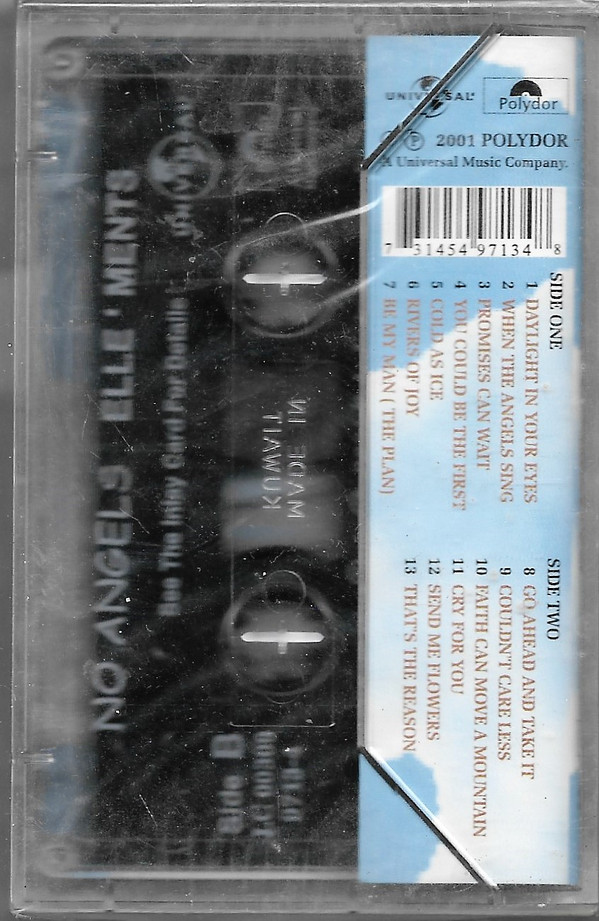 UNIVERSAL
Polydor
℗ 2001 POLYDOR
A Universal Music Company.
7 31454 97134 8
SIDE ONE
1 DAYLIGHT IN YOUR EYES
2 WHEN THE ANGELS SING
3 PROMISES CAN WAIT
4 YOU COULD BE THE FIRST
5 COLD AS ICE
6 RIVERS OF JOY
7 BE MY MAN ( THE PLAN)
SIDE TWO
8 GO AHEAD AND TAKE IT
9 COULDN'T CARE LESS
10 FAITH CAN MOVE A MOUNTAIN
11 CRY FOR YOU
12 SEND ME FLOWERS
13 THAT'S THE REASON
NO ANGELS ELLE'MENTS
See The Inlay Card For Details
UNIVERSAL
MADE IN
KUWAIT
Side B